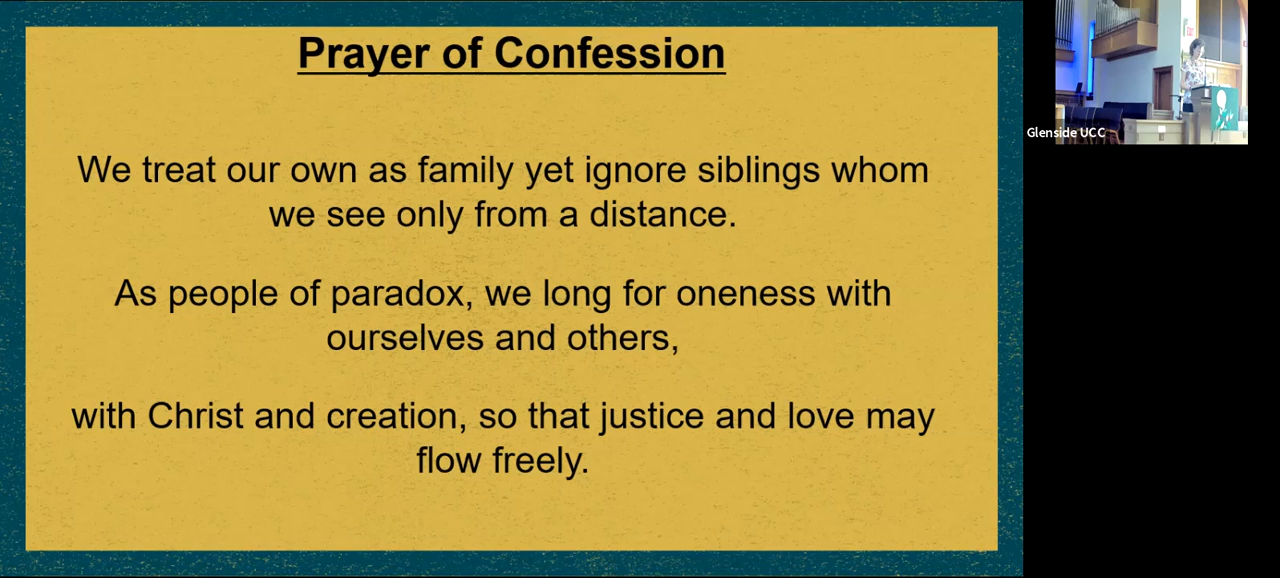 Prayer of Confession
We treat our own as family yet ignore siblings whom
we see only from a distance.
As people of paradox, we long for oneness with
ourselves and others,
with Christ and creation, so that justice and love may
flow freely.
Glenside UCC